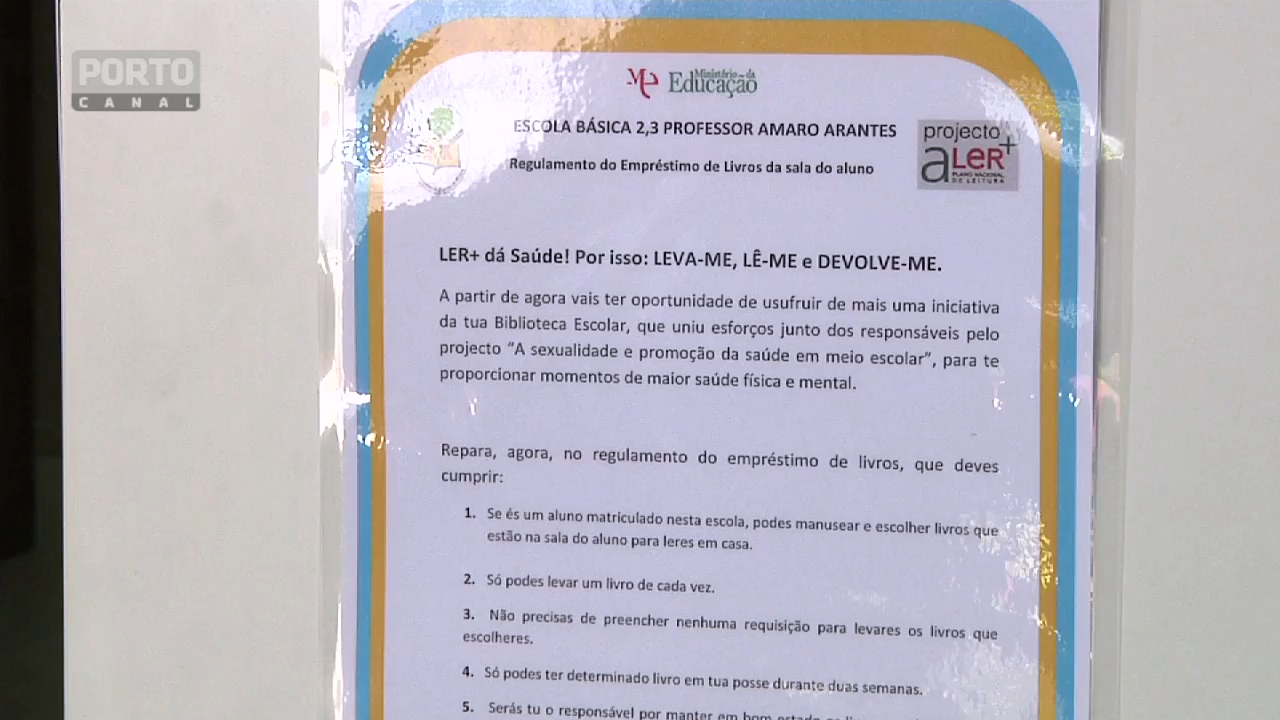 PORTO
CANAL
Ministério da
Educação
ESCOLA BÁSICA 2,3 PROFESSOR AMARO ARANTES
Regulamento do Empréstimo de Livros da sala do aluno
projecto
aLeR+
PLANO NACIONAL
DE LEITURA
LER+ dá Saúde! Por isso: LEVA-ME, LÊ-ME e DEVOLVE-ME.
A partir de agora vais ter oportunidade de usufruir de mais uma iniciativa
da tua Biblioteca Escolar, que uniu esforços junto dos responsáveis pelo
projecto “A sexualidade e promoção da saúde em meio escolar”, para te
proporcionar momentos de maior saúde física e mental.
Repara, agora, no regulamento do empréstimo de livros, que deves
cumprir:
1. Se és um aluno matriculado nesta escola, podes manusear e escolher livros que
estão na sala do aluno para leres em casa.
2. Só podes levar um livro de cada vez.
3. Não precisas de preencher nenhuma requisição para levares os livros que
escolheres.
4. Só podes ter determinado livro em tua posse durante duas semanas.
5. Serás tu o responsável por manter em bom estado